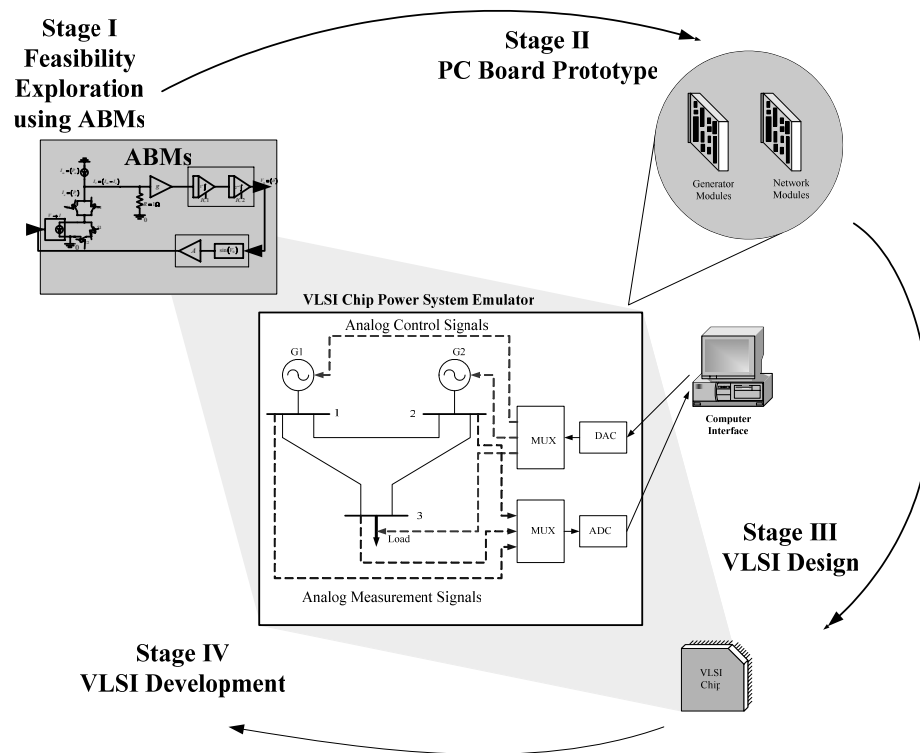 Stage I
Feasibility
Exploration
using ABMs
Stage II
PC Board Prototype
ABMs
Generator
Modules
Network
Modules
VLSI Chip Power System Emulator
Analog Control Signals
G1
G2
1
2
MUX
DAC
Computer
Interface
3
Load
MUX
ADC
Analog Measurement Signals
Stage III
VLSI Design
Stage IV
VLSI Development
VLSI
Chip